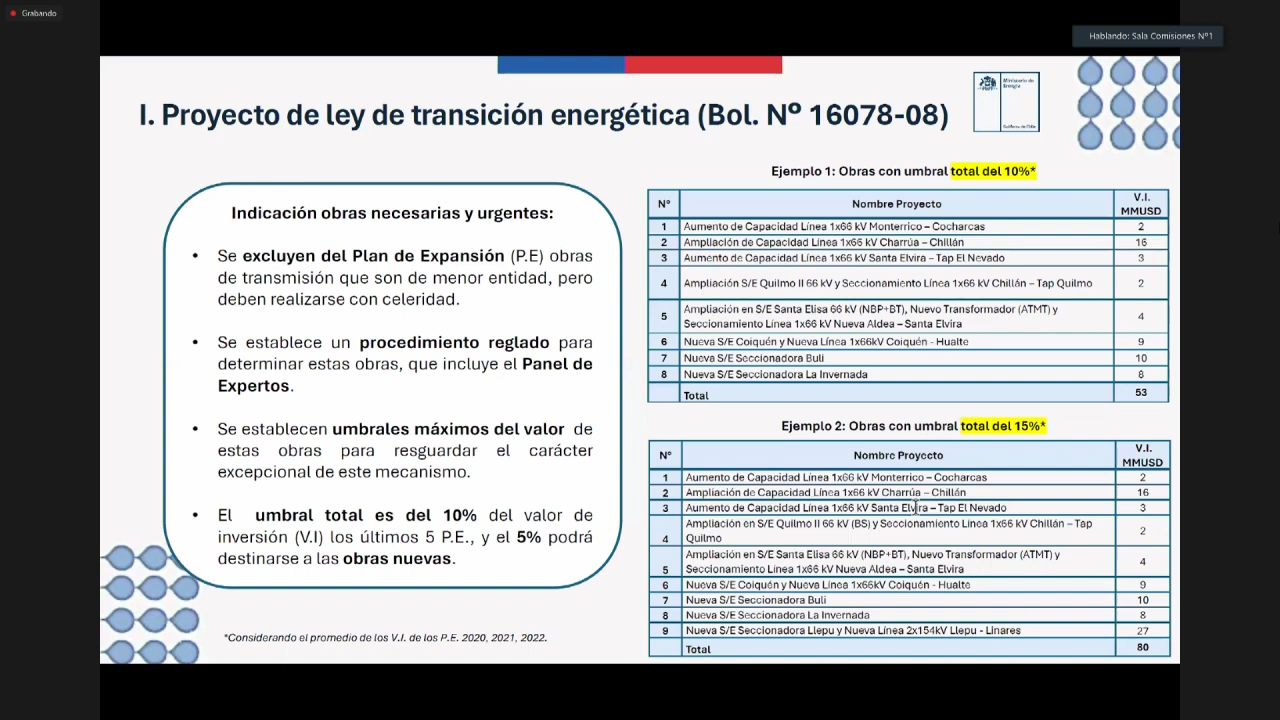 Grabando
Hablando: Sala Comisiones Nº1
I. Proyecto de ley de transición energética (Bol. Nº 16078-08)
Ministerio de
Energía
Gobierno de Chile
Indicación obras necesarias y urgentes:
• Se excluyen del Plan de Expansión (P.E) obras
de transmisión que son de menor entidad, pero
deben realizarse con celeridad.
• Se establece un procedimiento reglado para
determinar estas obras, que incluye el Panel de
Expertos.
• Se establecen umbrales máximos del valor de
estas obras para resguardar el carácter
excepcional de este mecanismo.
• El umbral total es del 10% del valor de
inversión (V.I) los últimos 5 P.E., y el 5% podrá
destinarse a las obras nuevas.
*Considerando el promedio de los V.I. de los P.E. 2020, 2021, 2022.
Ejemplo 1: Obras con umbral total del 10%*
Nº Nombre Proyecto V.I. MMUSD
1 Aumento de Capacidad Línea 1x66 kV Monterrico – Cocharcas 2
2 Ampliación de Capacidad Línea 1x66 kV Charrúa – Chillán 16
3 Aumento de Capacidad Línea 1x66 kV Santa Elvira – Tap El Nevado 3
4 Ampliación S/E Quilmo II 66 kV y Seccionamiento Línea 1x66 kV Chillán – Tap Quilmo 2
5 Ampliación en S/E Santa Elisa 66 kV (NBP+BT), Nuevo Transformador (ATMT) y
Seccionamiento Línea 1x66 kV Nueva Aldea – Santa Elvira 4
6 Nueva S/E Coiquén y Nueva Línea 1x66kV Coiquén - Hualte 9
7 Nueva S/E Seccionadora Buli 10
8 Nueva S/E Seccionadora La Invernada 8
Total 53
Ejemplo 2: Obras con umbral total del 15%*
Nº Nombre Proyecto V.I. MMUSD
1 Aumento de Capacidad Línea 1x66 kV Monterrico – Cocharcas 2
2 Ampliación de Capacidad Línea 1x66 kV Charrúa – Chillán 16
3 Aumento de Capacidad Línea 1x66 kV Santa Elvira – Tap El Nevado 3
4 Ampliación en S/E Quilmo II 66 kV (BS) y Seccionamiento Línea 1x66 kV Chillán – Tap
Quilmo 2
5 Ampliación en S/E Santa Elisa 66 kV (NBP+BT), Nuevo Transformador (ATMT) y
Seccionamiento Línea 1x66 kV Nueva Aldea – Santa Elvira 4
6 Nueva S/E Coiquén y Nueva Línea 1x66kV Coiquén - Hualte 9
7 Nueva S/E Seccionadora Buli 10
8 Nueva S/E Seccionadora La Invernada 8
9 Nueva S/E Seccionadora Llepu y Nueva Línea 2x154kV Llepu - Linares 27
Total 80